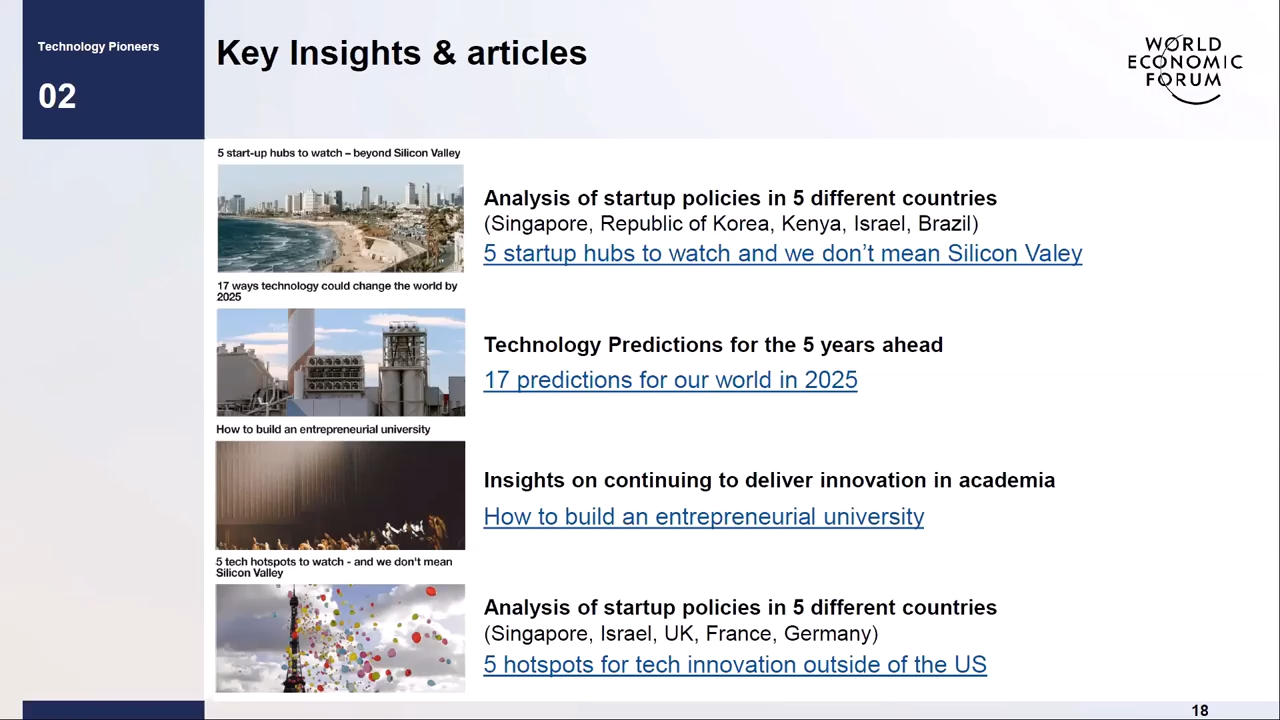 Technology Pioneers
02
Key Insights & articles
WORLD
ECONOMIC
FORUM
5 start-up hubs to watch – beyond Silicon Valley
Analysis of startup policies in 5 different countries
(Singapore, Republic of Korea, Kenya, Israel, Brazil)
5 startup hubs to watch and we don’t mean Silicon Valey
17 ways technology could change the world by
2025
Technology Predictions for the 5 years ahead
17 predictions for our world in 2025
How to build an entrepreneurial university
Insights on continuing to deliver innovation in academia
How to build an entrepreneurial university
5 tech hotspots to watch - and we don't mean
Silicon Valley
Analysis of startup policies in 5 different countries
(Singapore, Israel, UK, France, Germany)
5 hotspots for tech innovation outside of the US
18